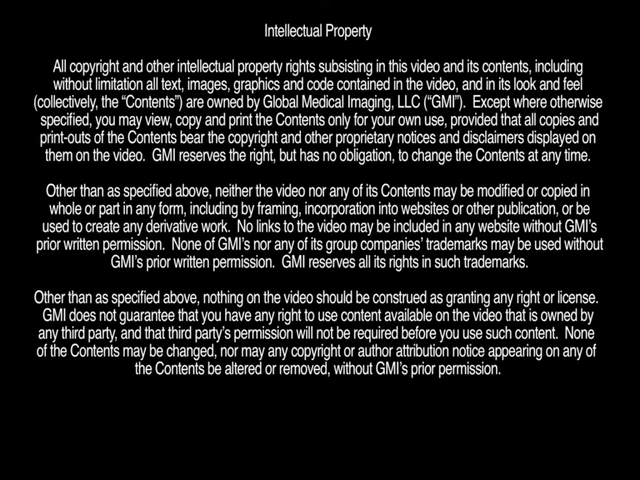 Intellectual Property
All copyright and other intellectual property rights subsisting in this video and its contents, including
without limitation all text, images, graphics and code contained in the video, and in its look and feel
(collectively, the “Contents”) are owned by Global Medical Imaging, LLC (“GMI”).  Except where otherwise
specified, you may view, copy and print the Contents only for your own use, provided that all copies and
print-outs of the Contents bear the copyright and other proprietary notices and disclaimers displayed on
them on the video.  GMI reserves the right, but has no obligation, to change the Contents at any time.
Other than as specified above, neither the video nor any of its Contents may be modified or copied in
whole or part in any form, including by framing, incorporation into websites or other publication, or be
used to create any derivative work.  No links to the video may be included in any website without GMI’s
prior written permission.  None of GMI’s nor any of its group companies’ trademarks may be used without
GMI’s prior written permission.  GMI reserves all its rights in such trademarks.
Other than as specified above, nothing on the video should be construed as granting any right or license.
GMI does not guarantee that you have any right to use content available on the video that is owned by
any third party, and that third party’s permission will not be required before you use such content.  None
of the Contents may be changed, nor may any copyright or author attribution notice appearing on any of
the Contents be altered or removed, without GMI’s prior permission.